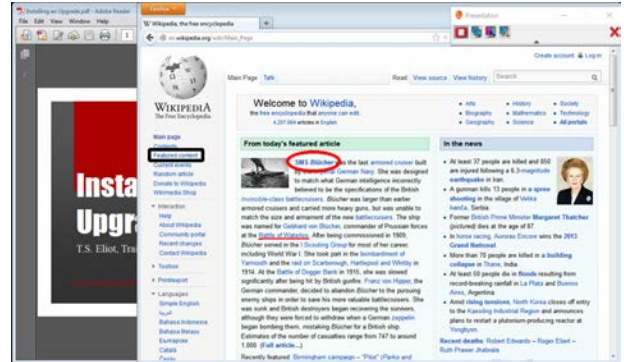 Installing an Upgrade.pdf - Adobe Reader
File Edit View Window Help
1
Insta
Upgr
T.S. Eliot, Trai
Firefox
Wikipedia, the free encyclopedia
en.wikipedia.org/wiki/Main_Page
Presentation
Create account Log in
WIKIPEDIA
The Free Encyclopedia
Main page
Contents
Featured content
Current events
Random article
Donate to Wikipedia
Wikimedia Shop
Interaction
Help
About Wikipedia
Community portal
Recent changes
Contact Wikipedia
Toolbox
Print/export
Languages
Simple English
العربية
Bahasa Indonesia
Bahasa Melayu
Български
Català
Main Page Talk
Read View source View history Search
Welcome to Wikipedia,
the free encyclopedia that anyone can edit.
4,207,064 articles in English
Arts
Biography
Geography
History
Mathematics
Science
Society
Technology
All portals
From today's featured article
SMS Blücher was the last armored cruiser built
by the Imperial German Navy. She was designed
to match what German intelligence incorrectly
believed to be the specifications of the British
Invincible-class battlecruisers. Blücher was larger than earlier
armored cruisers and carried more heavy guns, but was unable to
match the size and armament of the new battlecruisers. The ship
was named for Gebhard von Blücher, commander of Prussian forces
at the Battle of Waterloo. After being commissioned in 1909,
Blücher served in the I Scouting Group for most of her career,
including World War I. She took part in the bombardment of
Yarmouth and the raid on Scarborough, Hartlepool and Whitby in
1914. At the Battle of Dogger Bank in 1915, she was slowed
significantly after being hit by British gunfire. Franz von Hipper, the
German commander, decided to abandon Blücher to the pursuing
enemy ships in order to save his more valuable battlecruisers. She
was sunk and British destroyers began recovering the survivors,
although they were forced to withdraw when a German zeppelin
began bombing them, mistaking Blücher for a British ship.
Estimates of the number of casualties range from 747 to around
1,000. (Full article...)
Recently featured: Birmingham campaign – "Pilot" (Parks and
In the news
At least 37 people are killed and 850
are injured following a 6.3-magnitude
earthquake in Iran.
A gunman kills 13 people in a spree
shooting in the village of Velika
Ivanča, Serbia.
Former British Prime Minister Margaret Thatcher
(pictured) dies at the age of 87.
In horse racing, Auroras Encore wins the 2013
Grand National.
More than 70 people are killed in a building
collapse in Thane, India.
At least 50 people die in floods resulting from
record-breaking rainfall in La Plata and Buenos
Aires, Argentina.
Amid rising tensions, North Korea closes off entry
to the Kaesŏng Industrial Region and announces
plans to restart a plutonium-producing reactor at
Yongbyon.
Recent deaths: Robert Edwards – Roger Ebert –
Ruth Prawer Jhabvala